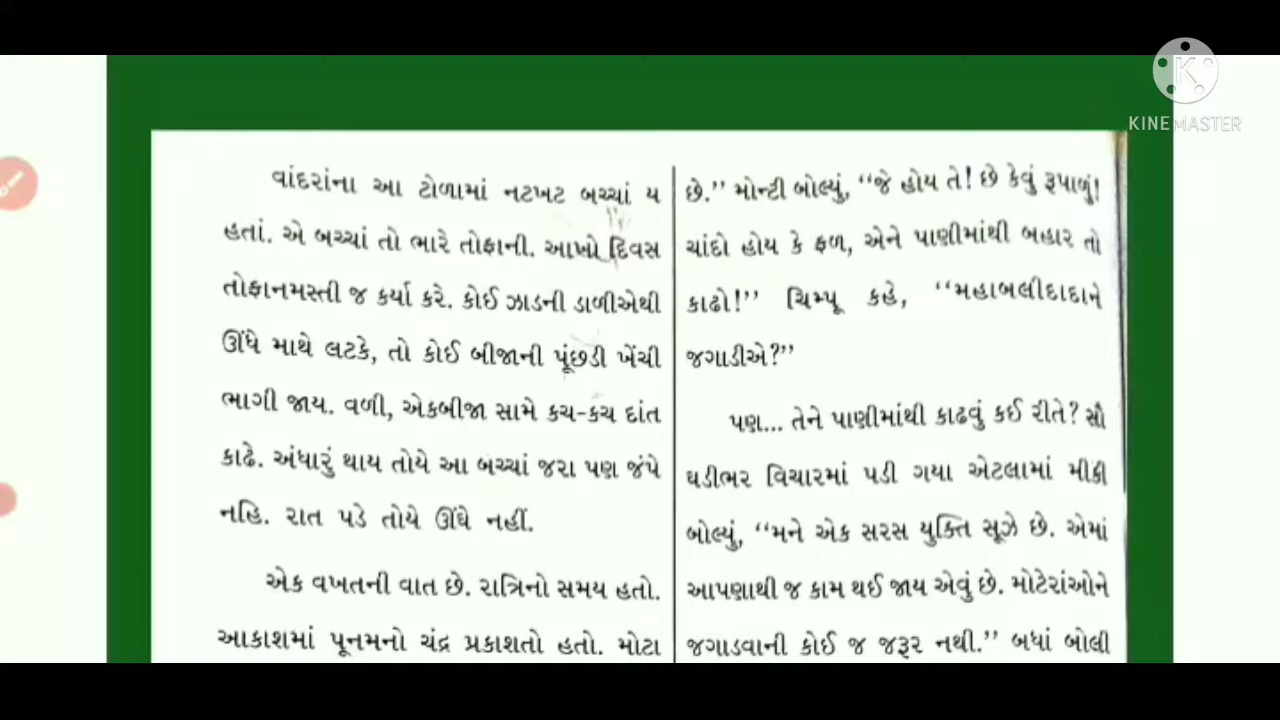 વાંદરાંના આ ટોળામાં નટખટ બચ્ચાં ય
હતાં. એ બચ્ચાં તો ભારે તોફાની. આખો દિવસ
તોફાનમસ્તી જ કર્યા કરે. કોઈ ઝાડની ડાળીએથી
ઊંધે માથે લટકે, તો કોઈ બીજાની પૂંછડી ખેંચી
ભાગી જાય. વળી, એકબીજા સામે કચ-કચ દાંત
કાઢે. અંધારું થાય તોયે આ બચ્ચાં જરા પણ જંપે
નહિ. રાત પડે તોયે ઊંઘે નહીં.
એક વખતની વાત છે. રાત્રિનો સમય હતો.
આકાશમાં પૂનમનો ચંદ્ર પ્રકાશતો હતો. મોટા
છે.” મોન્ટી બોલ્યું, “જે હોય તે! છે કેવું રૂપાળું!
ચાંદો હોય કે ફળ, એને પાણીમાંથી બહાર તો
કાઢો!” ચિમ્પૂ કહે, “મહાબલીદાદાને
જગાડીએ?”
પણ... તેને પાણીમાંથી કાઢવું કઈ રીતે? સૌ
ઘડીભર વિચારમાં પડી ગયા એટલામાં મીકી
બોલ્યું, “મને એક સરસ યુક્તિ સૂઝે છે. એમાં
આપણાથી જ કામ થઈ જાય એવું છે. મોટેરાંઓને
જગાડવાની કોઈ જ જરૂર નથી.” બધાં બોલી
KINEMASTER